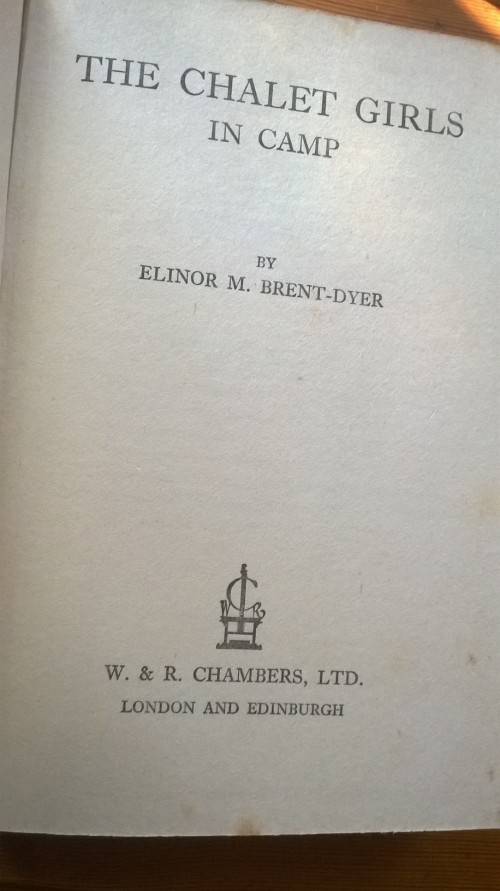 THE CHALET GIRLS
IN CAMP
BY
ELINOR M. BRENT-DYER
W C R
W. & R. CHAMBERS, LTD.
LONDON AND EDINBURGH